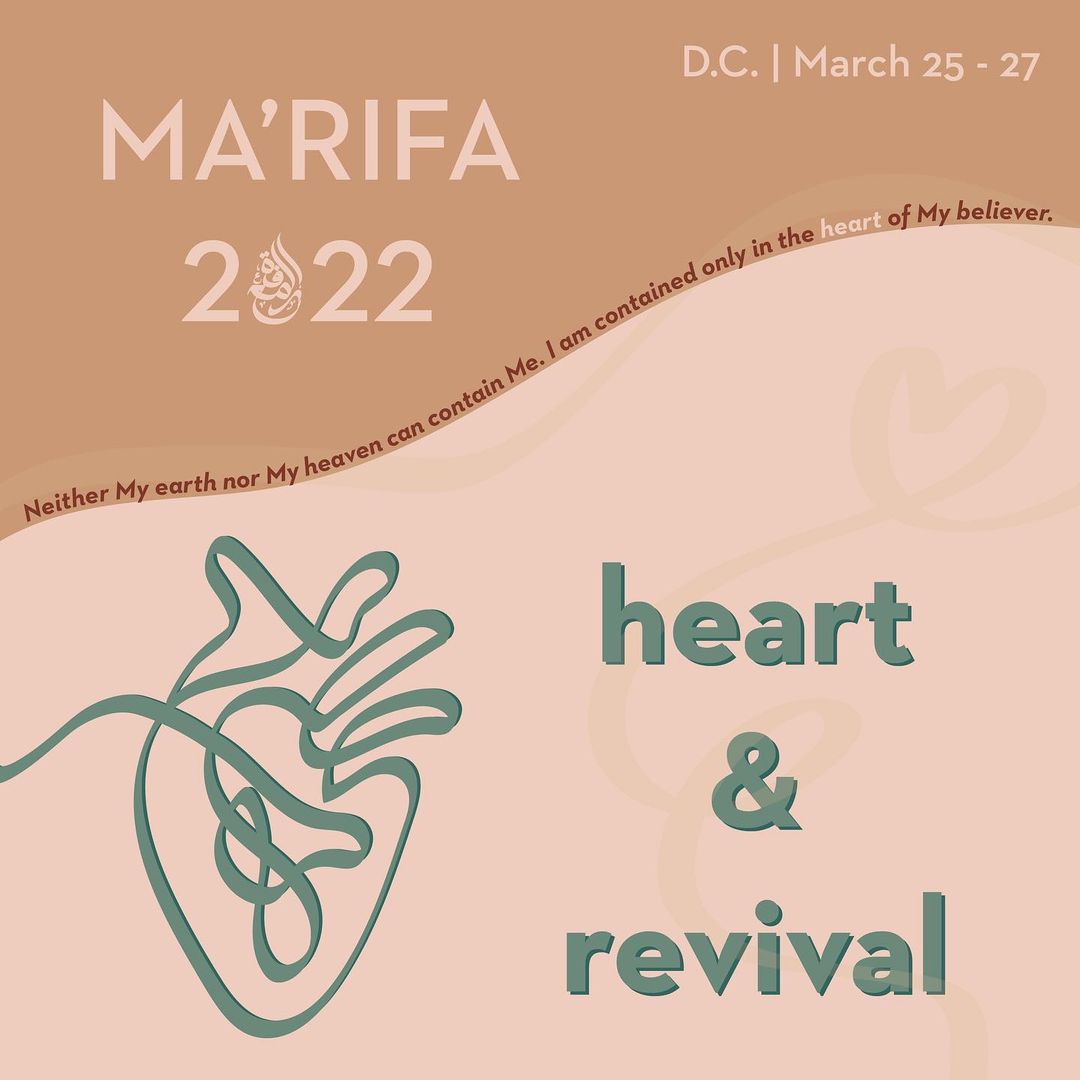 D.C. | March 25 - 27
MA'RIFA
2022
Neither My earth nor My heaven can contain Me. I am contained only in the heart of My believer.
heart
&
revival